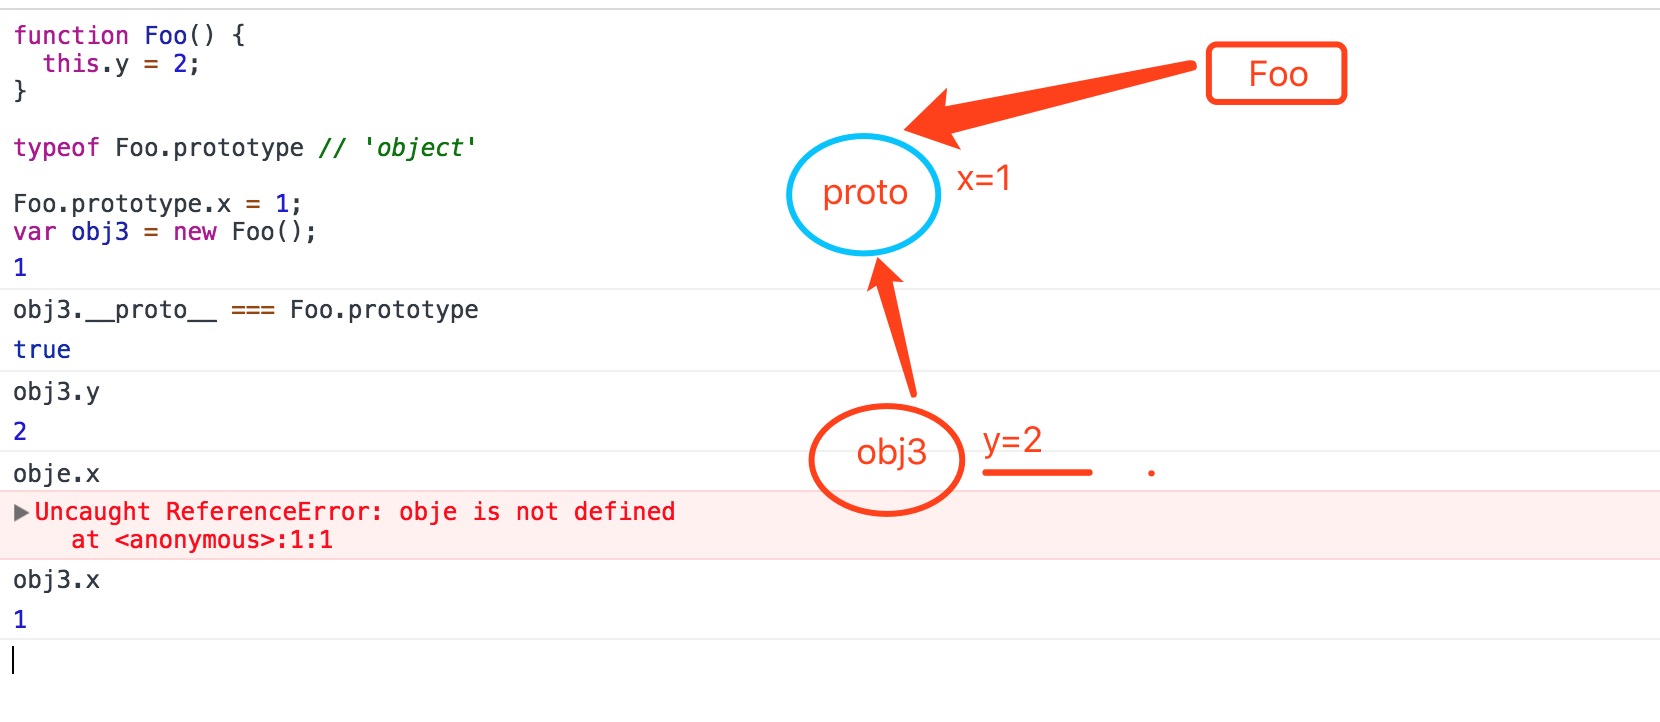 function Foo() {
  this.y = 2;
}
typeof Foo.prototype // 'object'
Foo.prototype.x = 1;
var obj3 = new Foo();
1
obj3.__proto__ === Foo.prototype
true
obj3.y
2
obje.x
▶Uncaught ReferenceError: obje is not defined
    at <anonymous>:1:1
obj3.x
1
Foo
proto
x=1
obj3
y=2